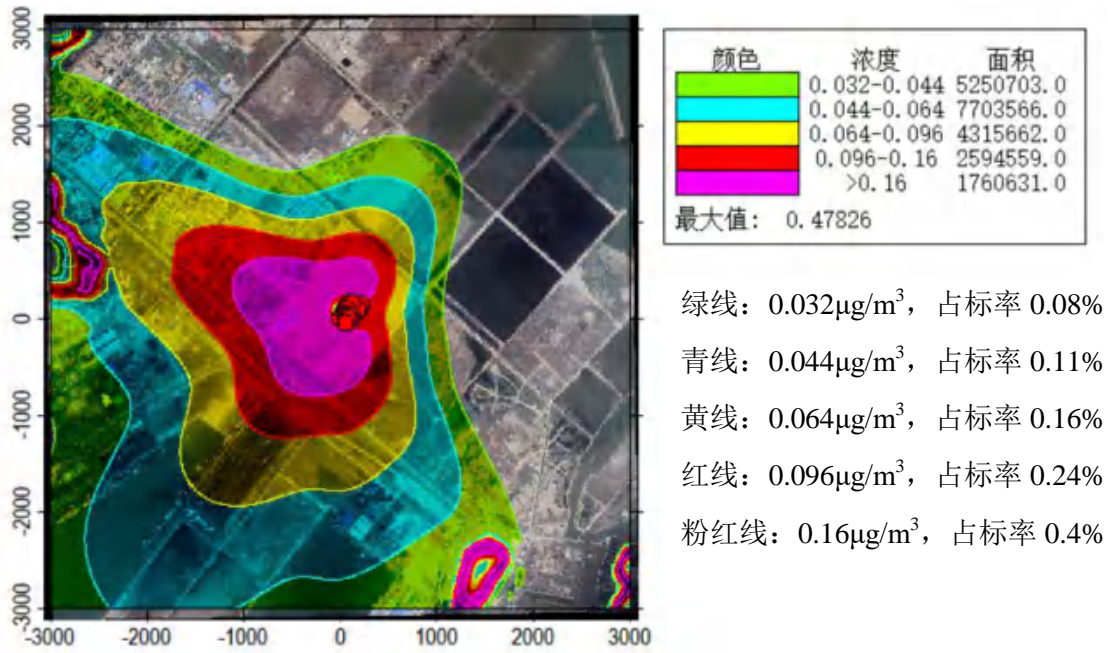 颜色 浓度 面积
0.032-0.044 5250703.0
0.044-0.064 7703566.0
0.064-0.096 4315662.0
0.096-0.16 2594559.0
>0.16 1760631.0
最大值: 0.47826
绿线：0.032μg/m³，占标率 0.08%
青线：0.044μg/m³，占标率 0.11%
黄线：0.064μg/m³，占标率 0.16%
红线：0.096μg/m³，占标率 0.24%
粉红线：0.16μg/m³，占标率 0.4%
3000
2000
1000
0
-1000
-2000
-3000
-3000 -2000 -1000 0 1000 2000 3000